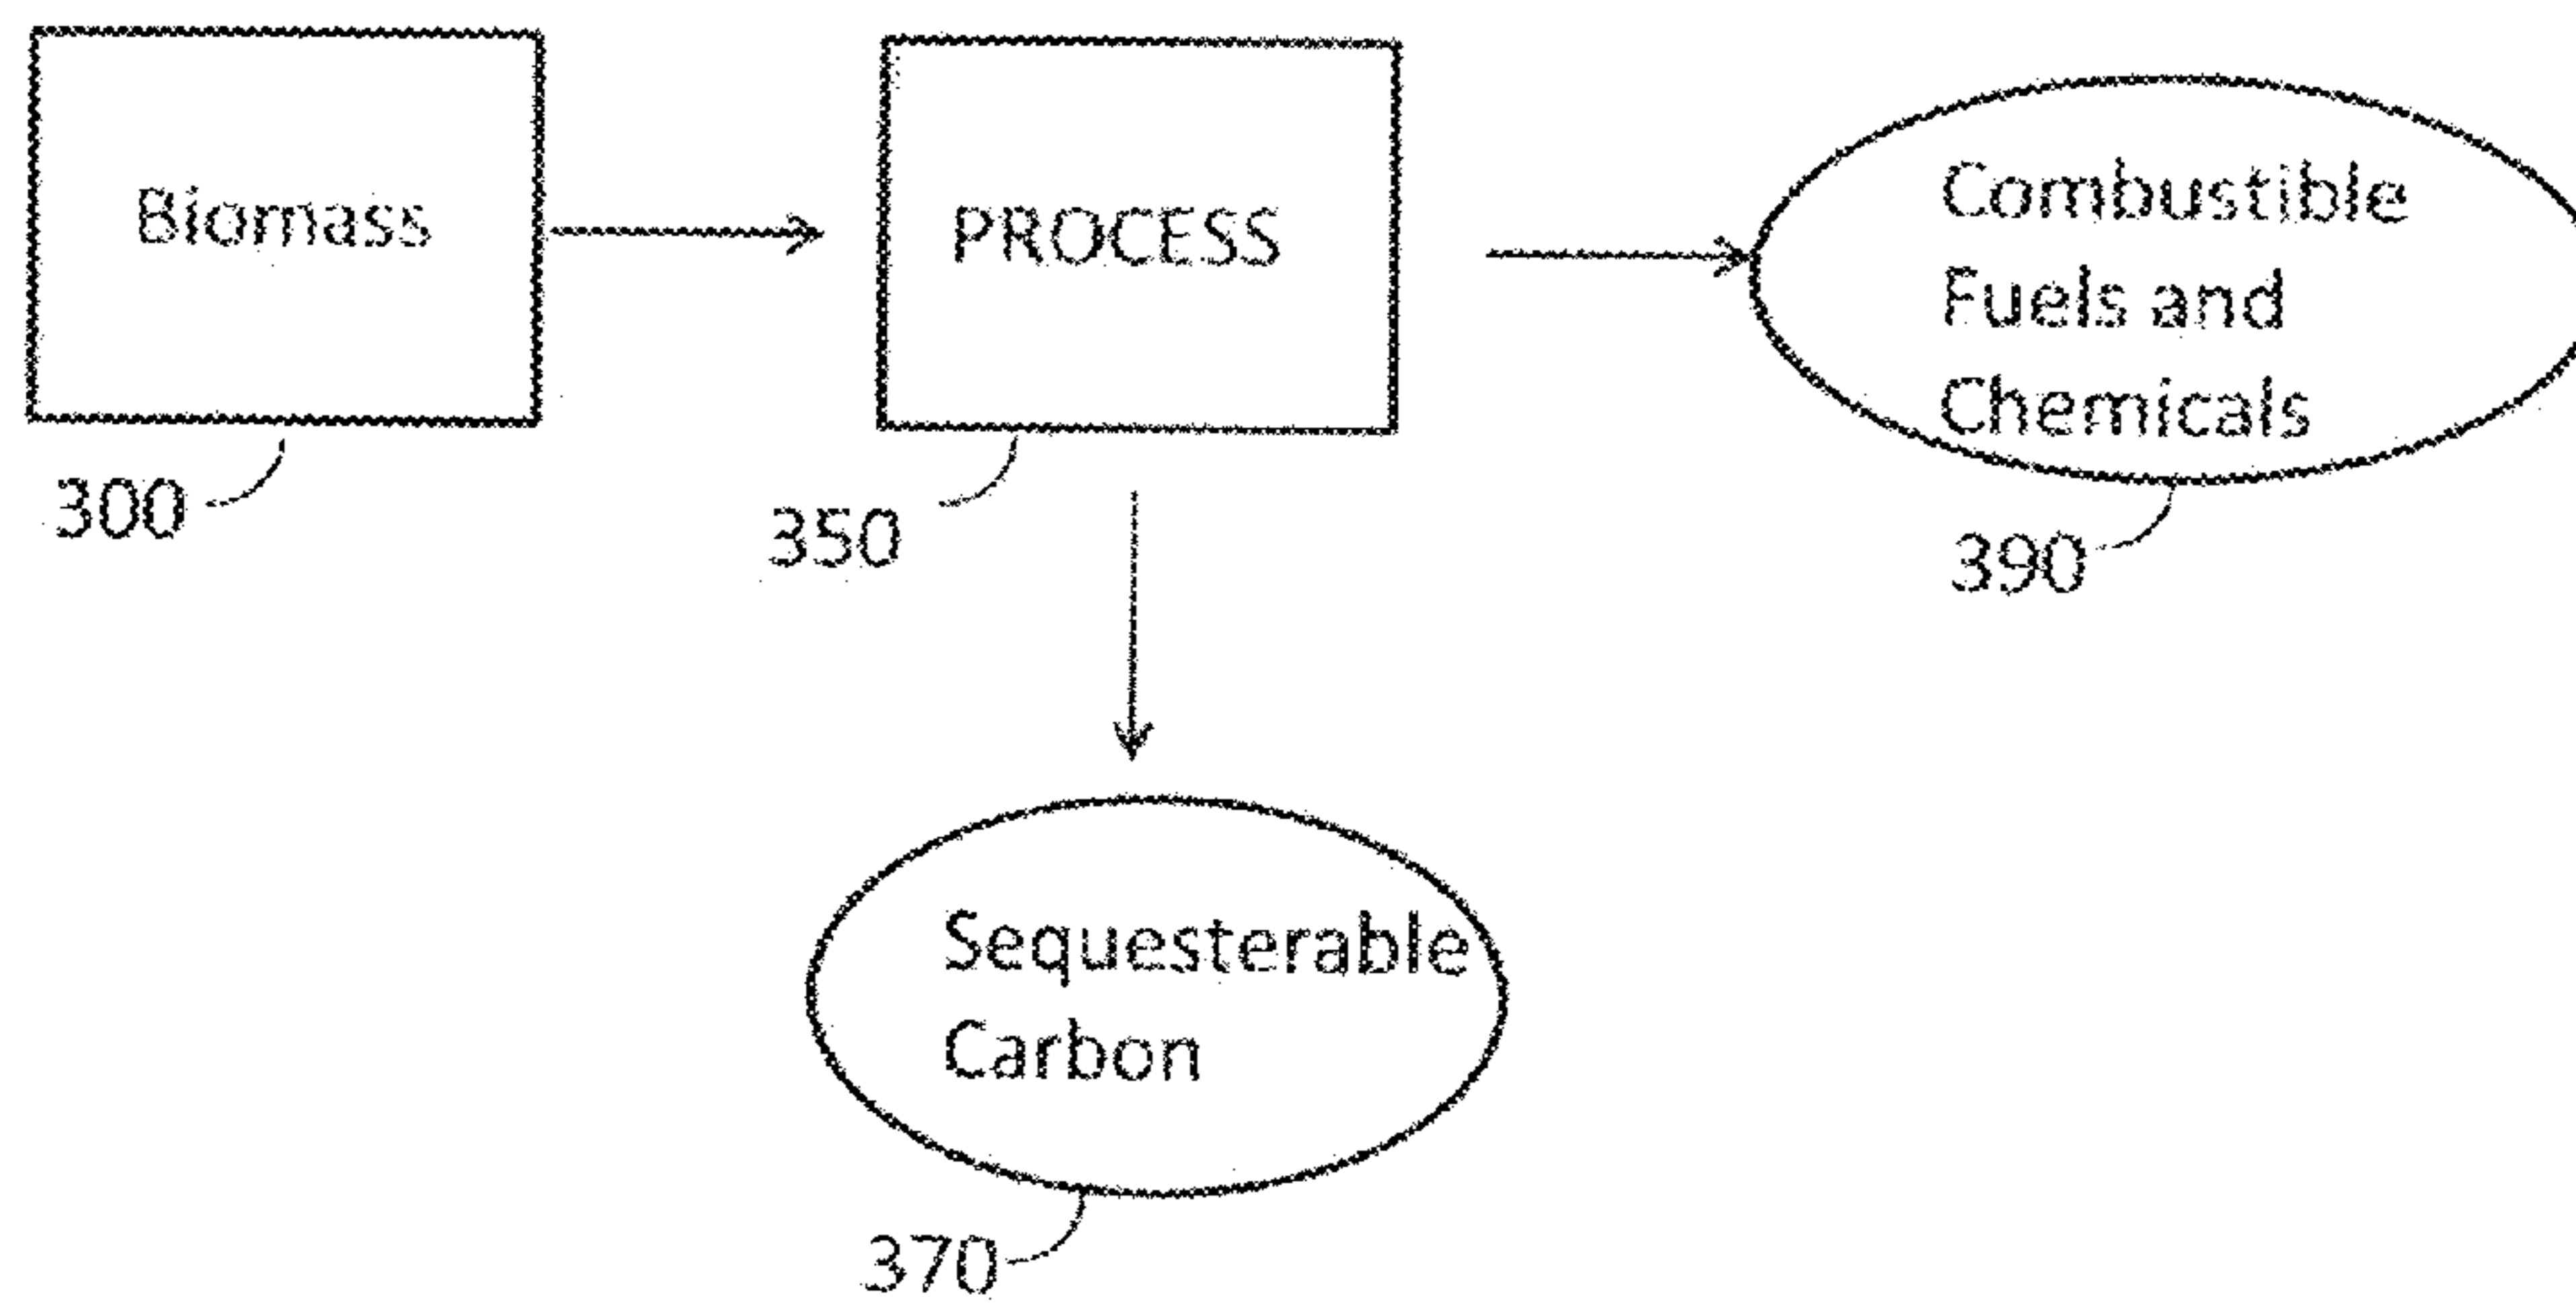 Biomass
300
PROCESS
350
Combustible
Fuels and
Chemicals
390
Sequesterable
Carbon
370